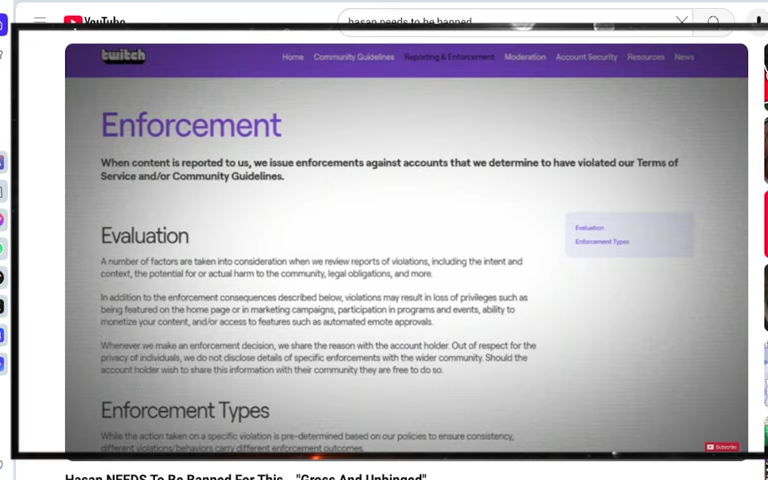 YouTube
hasan needs to be banned
twitch
Home Community Guidelines Reporting & Enforcement Moderation Account Security Resources News
Enforcement
When content is reported to us, we issue enforcements against accounts that we determine to have violated our Terms of
Service and/or Community Guidelines.
Evaluation
Enforcement Types
Evaluation
A number of factors are taken into consideration when we review reports of violations, including the intent and
context, the potential for or actual harm to the community, legal obligations, and more.
In addition to the enforcement consequences described below, violations may result in loss of privileges such as
being featured on the home page or in marketing campaigns, participation in programs and events, ability to
monetize your content, and/or access to features such as automated emote approvals.
Whenever we make an enforcement decision, we share the reason with the account holder. Out of respect for the
privacy of individuals, we do not disclose details of specific enforcements with the wider community. Should the
account holder wish to share this information with their community they are free to do so.
Enforcement Types
While the action taken on a specific violation is pre-determined based on our policies to ensure consistency,
different violations/behaviors carry different enforcement outcomes.
Subscribe
Hasan NEEDS To Be Banned For This... "Gross And Unhinged"